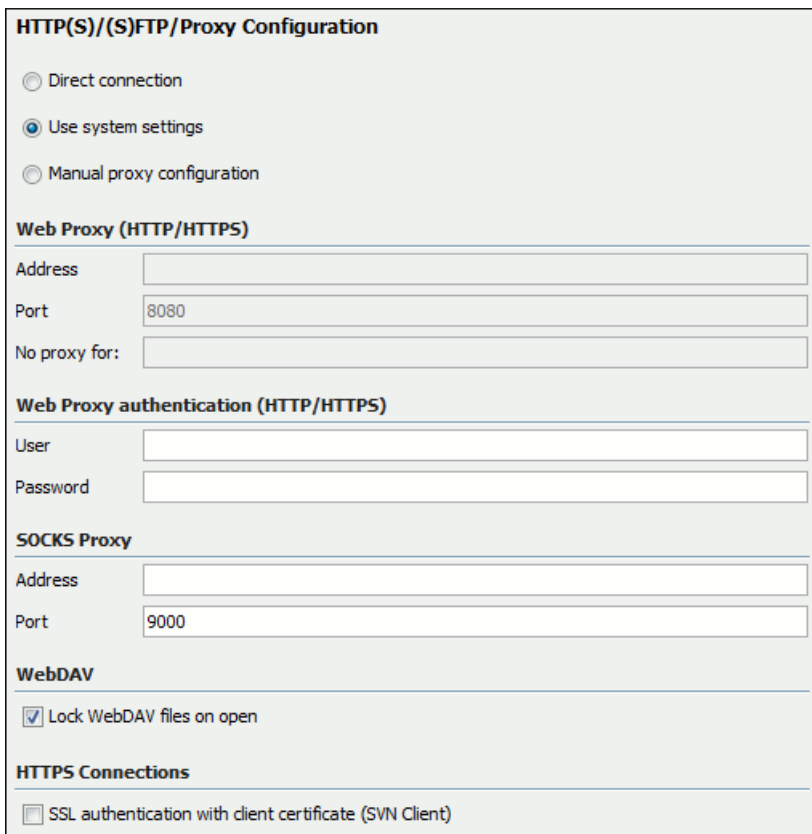 HTTP(S)/(S)FTP/Proxy Configuration
Direct connection
Use system settings
Manual proxy configuration
Web Proxy (HTTP/HTTPS)
Address
Port 8080
No proxy for:
Web Proxy authentication (HTTP/HTTPS)
User
Password
SOCKS Proxy
Address
Port 9000
WebDAV
Lock WebDAV files on open
HTTPS Connections
SSL authentication with client certificate (SVN Client)